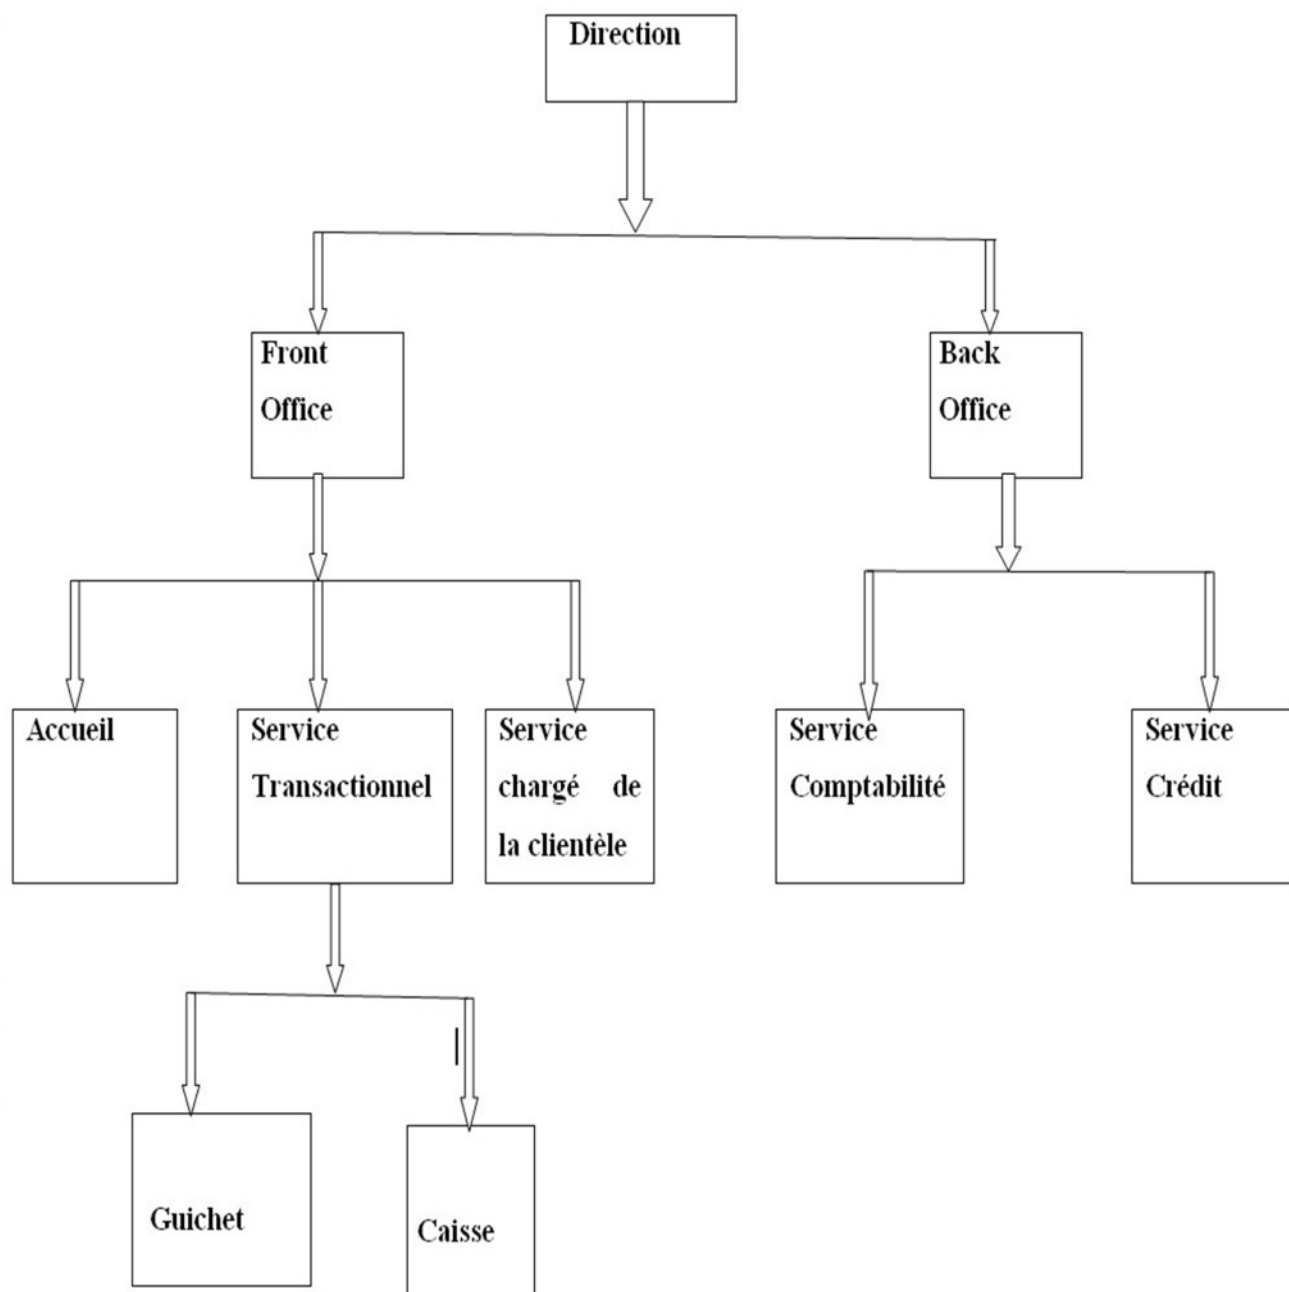 Direction
Front
Office
Back
Office
Accueil
Service
Transactionnel
Service
chargé de
la clientèle
Service
Comptabilité
Service
Crédit
Guichet
Caisse